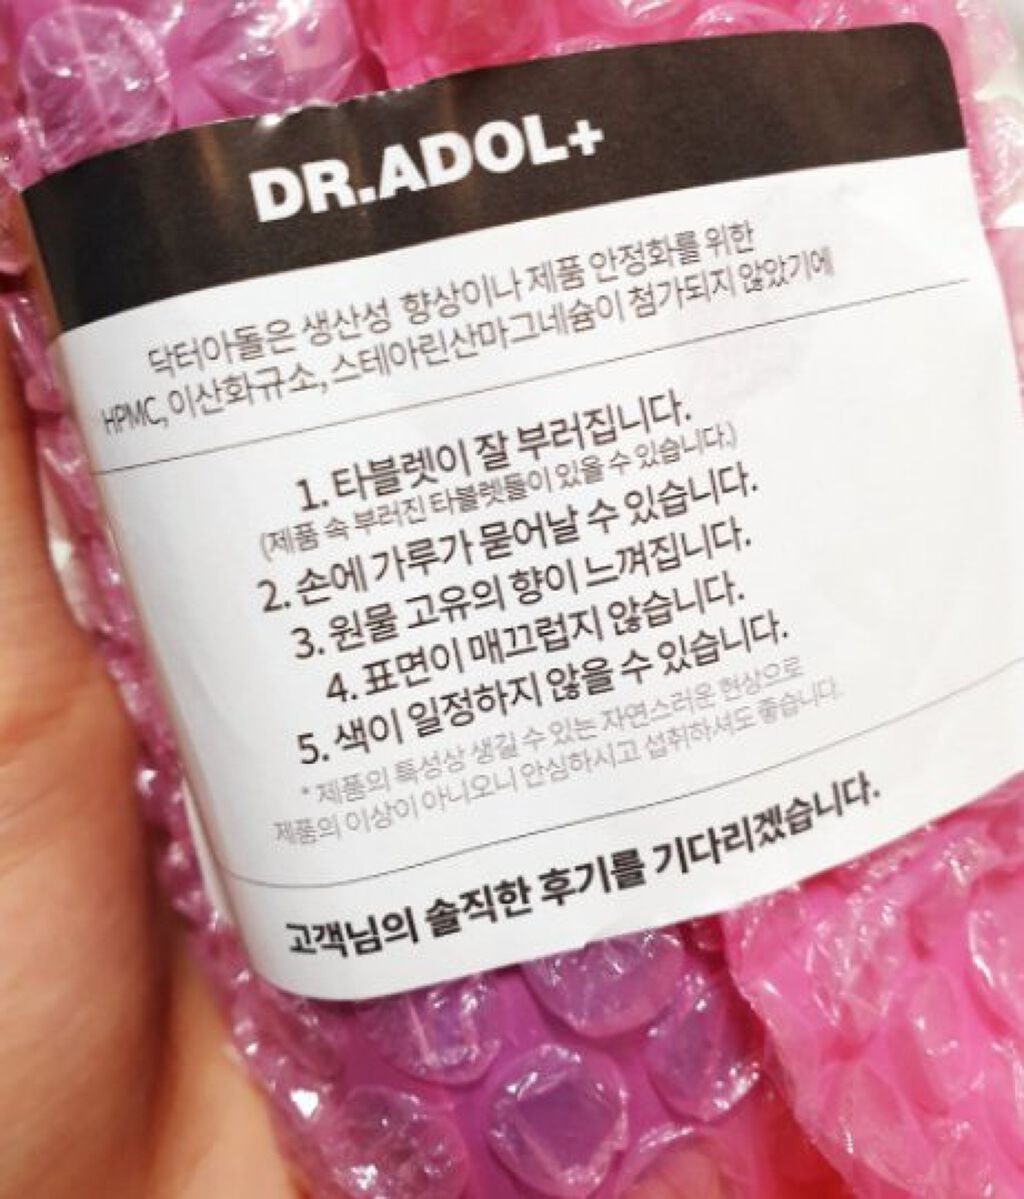 DR.ADOL+
닥터아돌은 생산성 향상이나 제품 안정화를 위한
HPMC, 이산화규소, 스테아린산마그네슘이 첨가되지 않았기에
1. 타블렛이 잘 부러집니다.
(제품 속 부러진 타블렛들이 있을 수 있습니다.)
2. 손에 가루가 묻어날 수 있습니다.
3. 원물 고유의 향이 느껴집니다.
4. 표면이 매끄럽지 않습니다.
5. 색이 일정하지 않을 수 있습니다.
* 제품의 특성상 생길 수 있는 자연스러운 현상으로
제품의 이상이 아니오니 안심하시고 섭취하셔도 좋습니다.
고객님의 솔직한 후기를 기다리겠습니다.